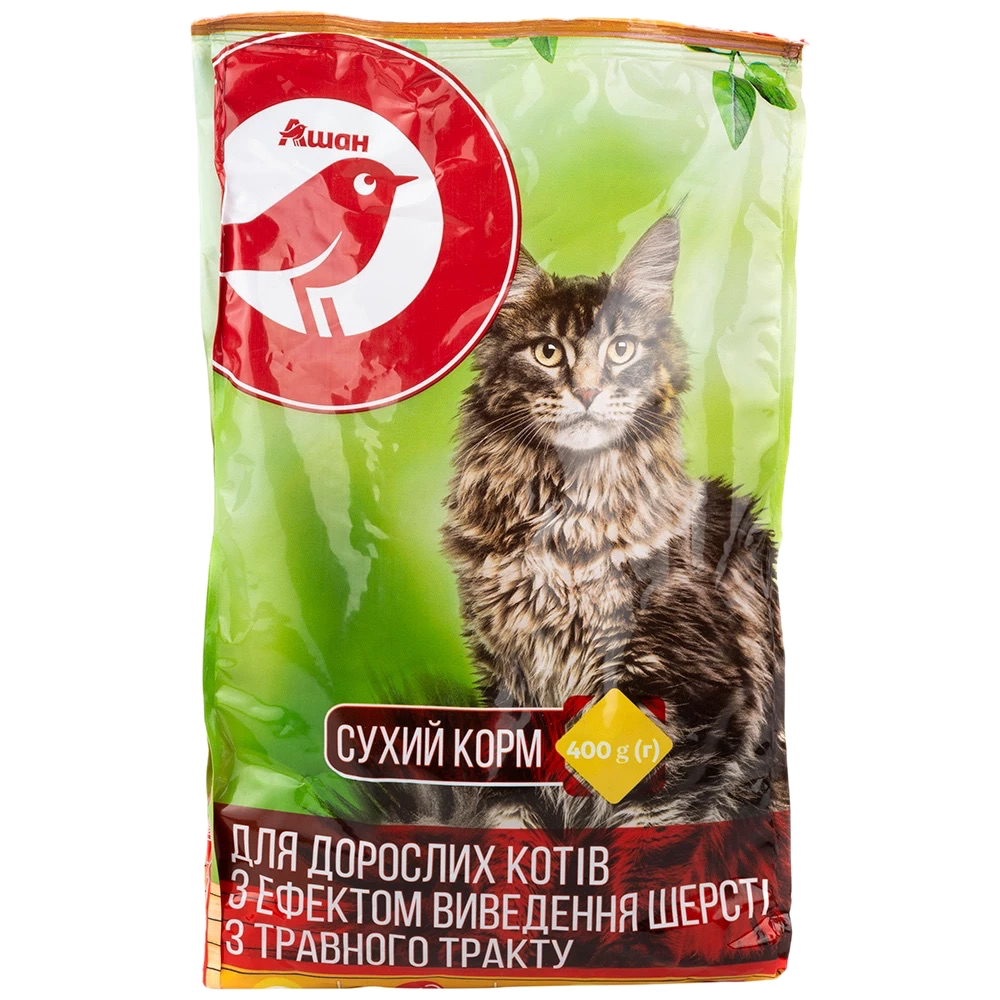 Ашан
СУХИЙ КОРМ
400 g (г)
ДЛЯ ДОРОСЛИХ КОТІВ
З ЕФЕКТОМ ВИВЕДЕННЯ ШЕРСТІ
З ТРАВНОГО ТРАКТУ